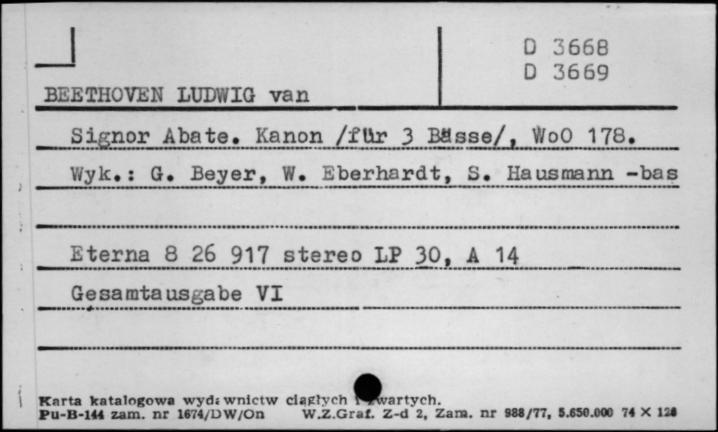 D 3668
D 3669
BEETHOVEN LUDWIG van
Signor Abate. Kanon /für 3 Bässe/, WoO 178.
Wyk.: G. Beyer, W. Eberhardt, S. Hausmann -bas
Eterna 8 26 917 stereo LP 30, A 14
Gesamtausgabe VI
Karta katalogowa wydawnictw ciągłych i zwartych.
Pu-B-144 zam. nr 1674/DW/On W.Z.Graf. Z-d 2, Zam. nr 988/77, 5.650.000 74 X 128